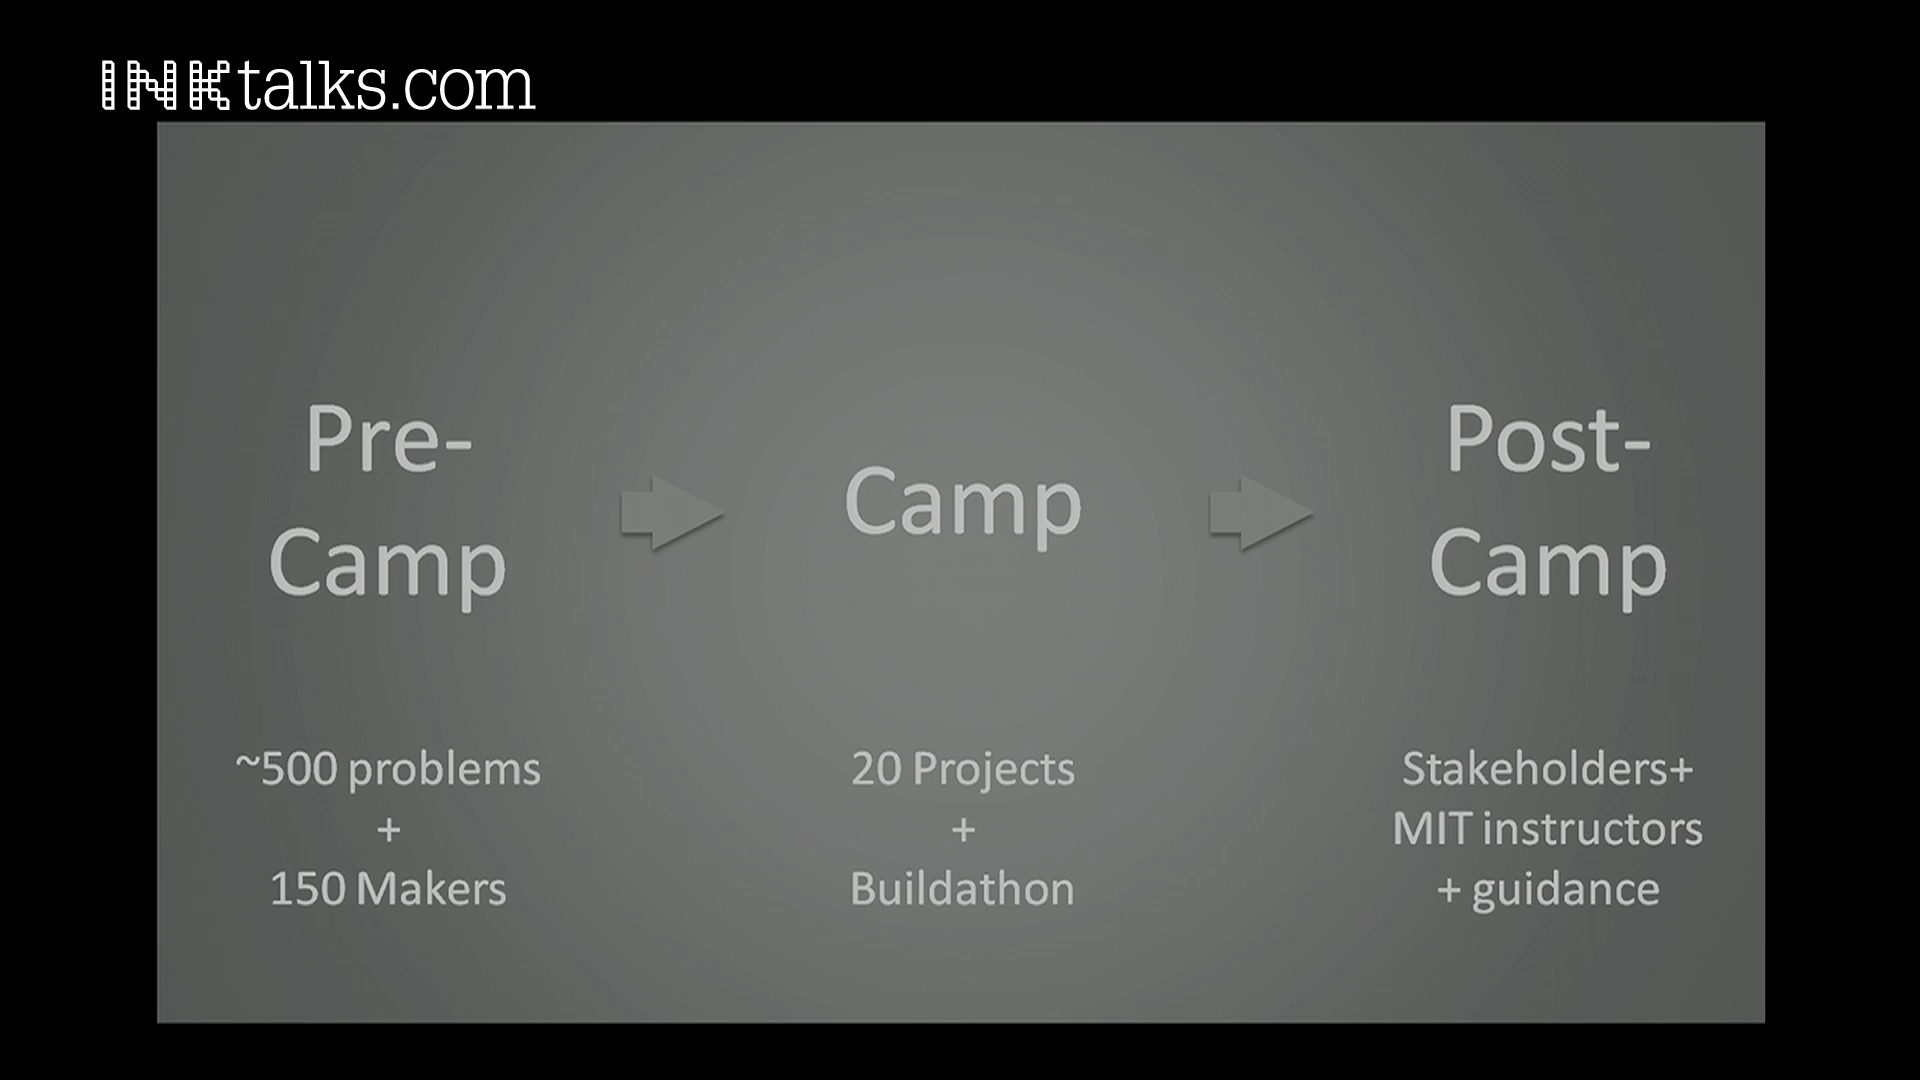 INKtalks.com
Pre-
Camp
Camp
Post-
Camp
~500 problems
+
150 Makers
20 Projects
+
Buildathon
Stakeholders+
MIT instructors
+ guidance